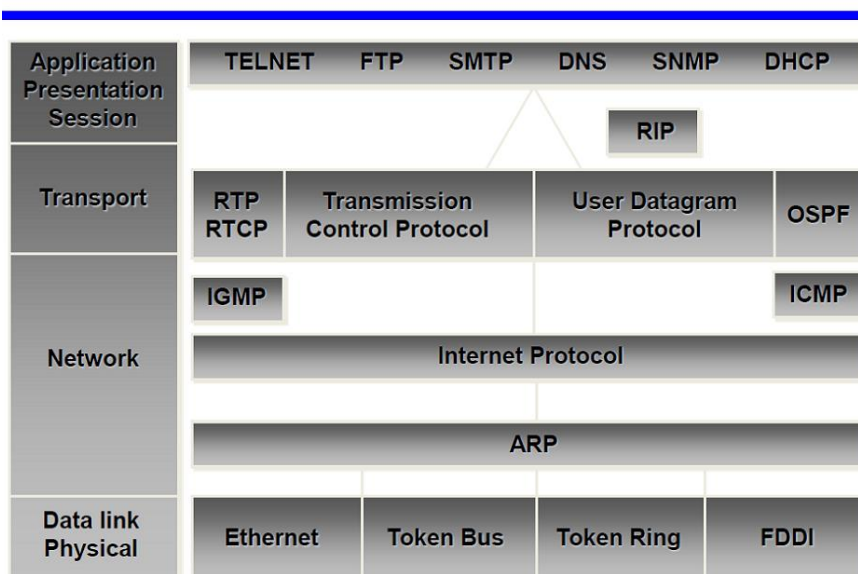 Application
Presentation
Session
TELNET FTP SMTP DNS SNMP DHCP
RIP
Transport
RTP
RTCP
Transmission
Control Protocol
User Datagram
Protocol
OSPF
Network
IGMP
ICMP
Internet Protocol
ARP
Data link
Physical
Ethernet
Token Bus
Token Ring
FDDI